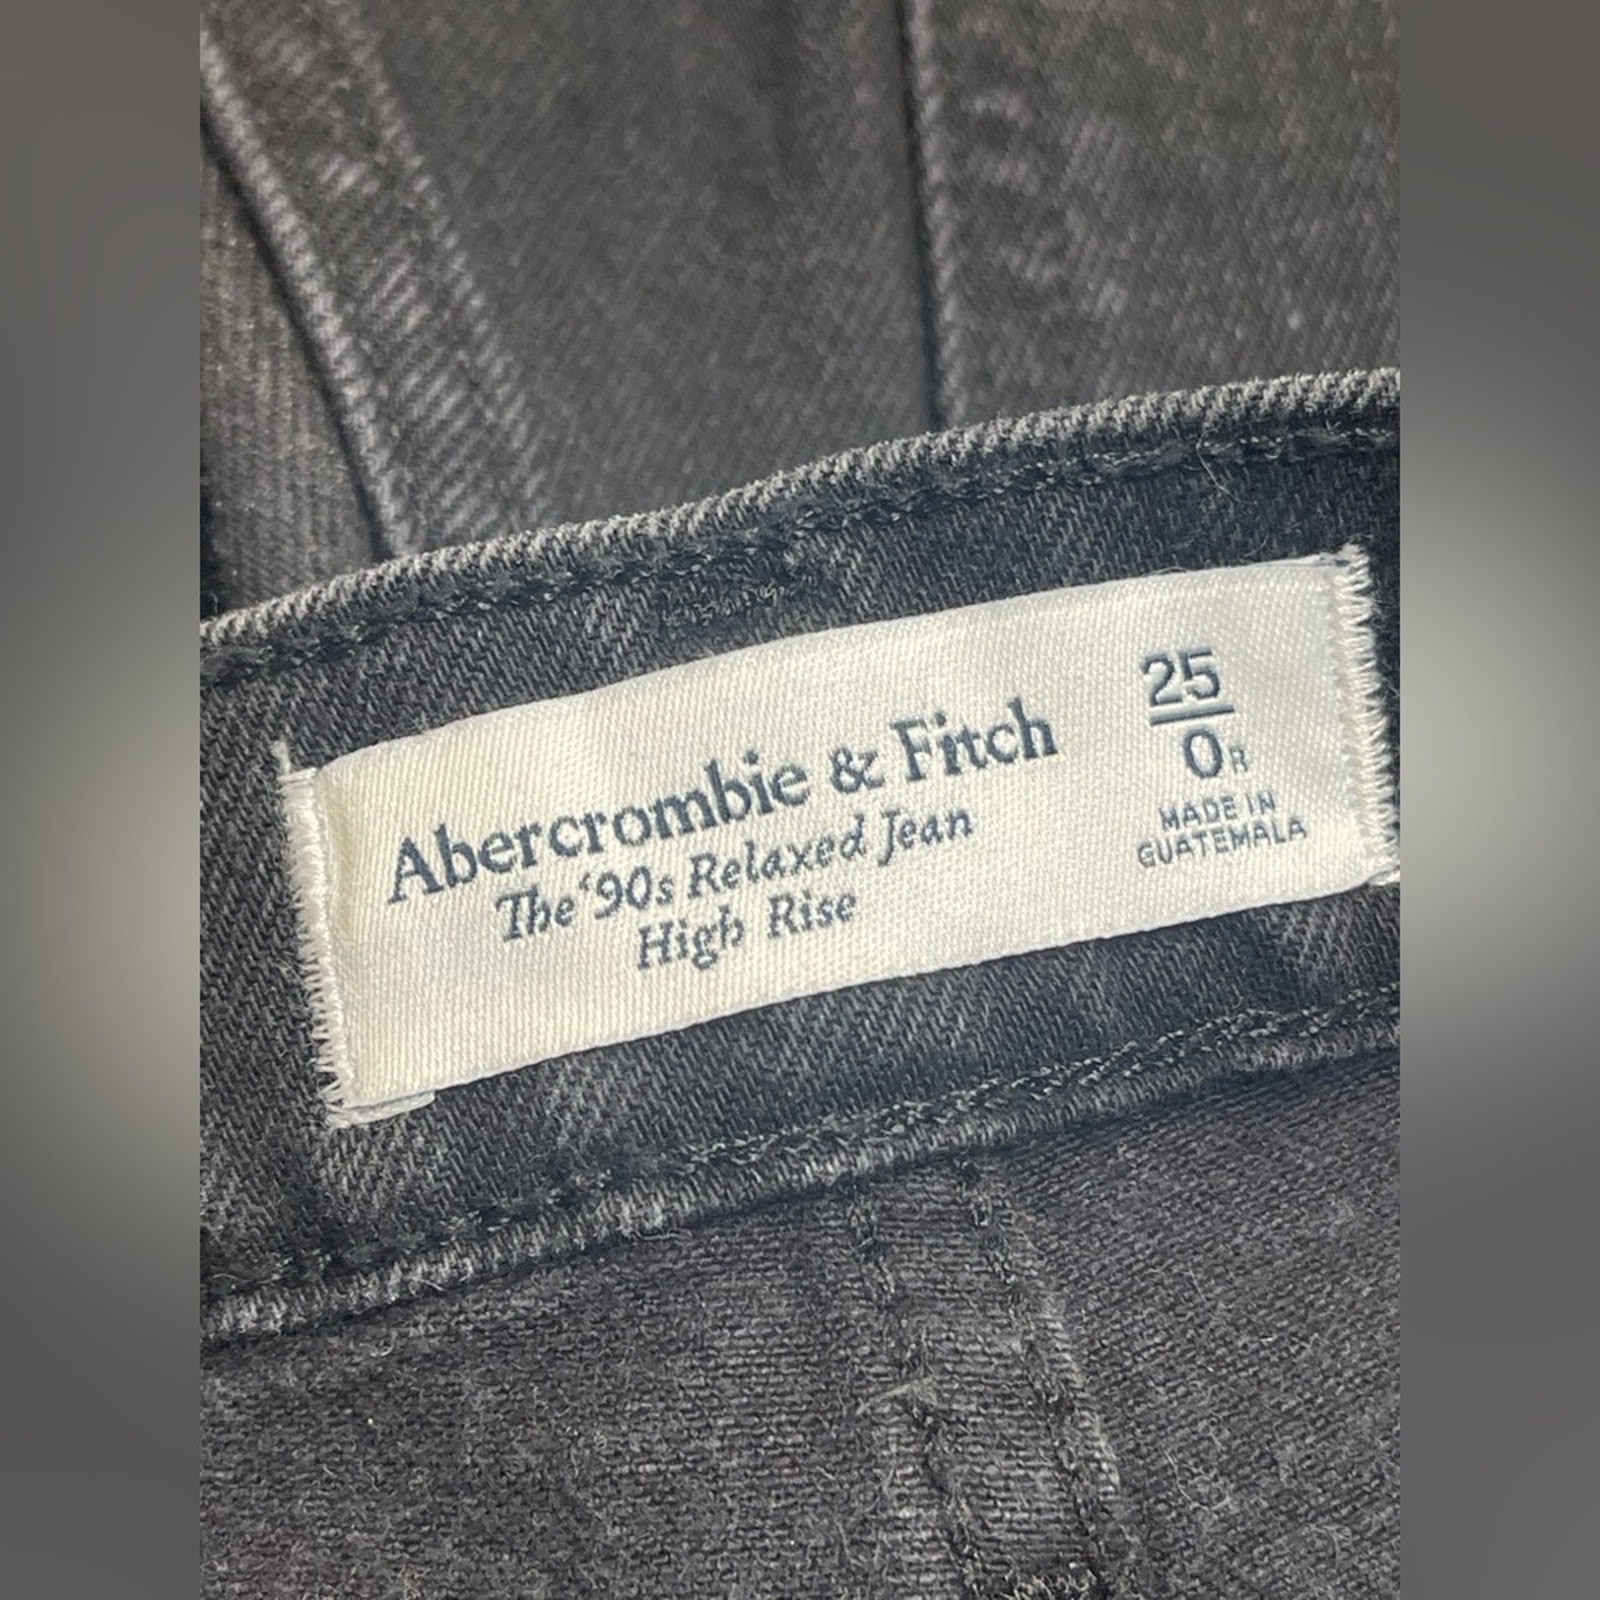 Abercrombie & Fitch
The '90s Relaxed Jean
High Rise
25
0R
MADE IN
GUATEMALA